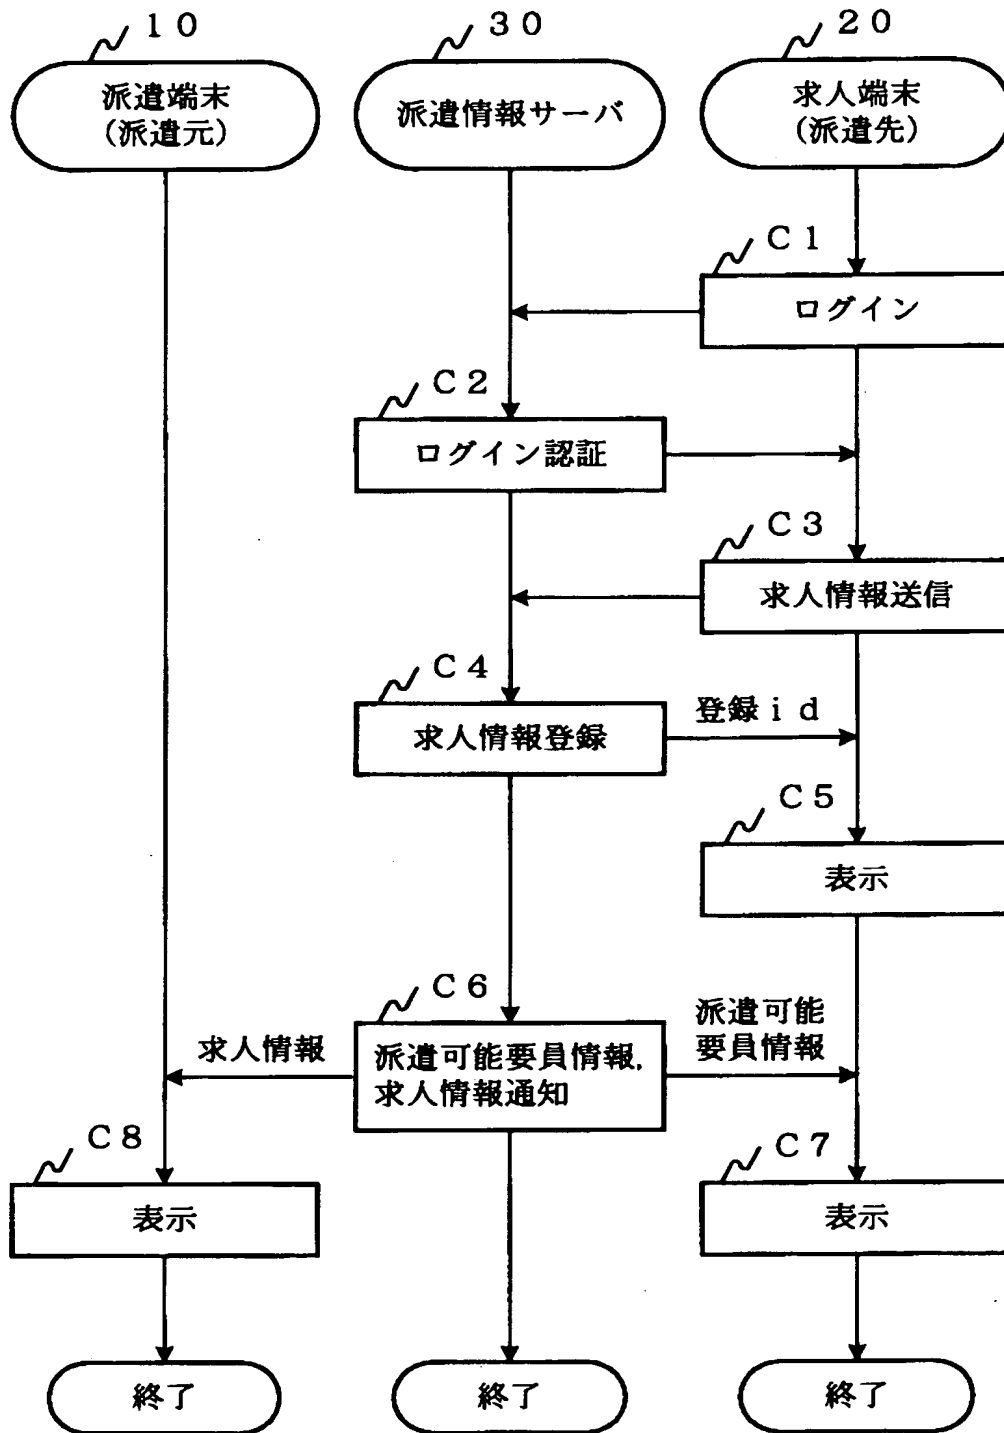 １０
派遣端末
(派遣元)
３０
派遣情報サーバ
２０
求人端末
(派遣先)
Ｃ１
ログイン
Ｃ２
ログイン認証
Ｃ３
求人情報送信
Ｃ４
求人情報登録
登録ｉｄ
Ｃ５
表示
Ｃ６
派遣可能要員情報,
求人情報通知
求人情報
派遣可能
要員情報
Ｃ８
表示
Ｃ７
表示
終了
終了
終了